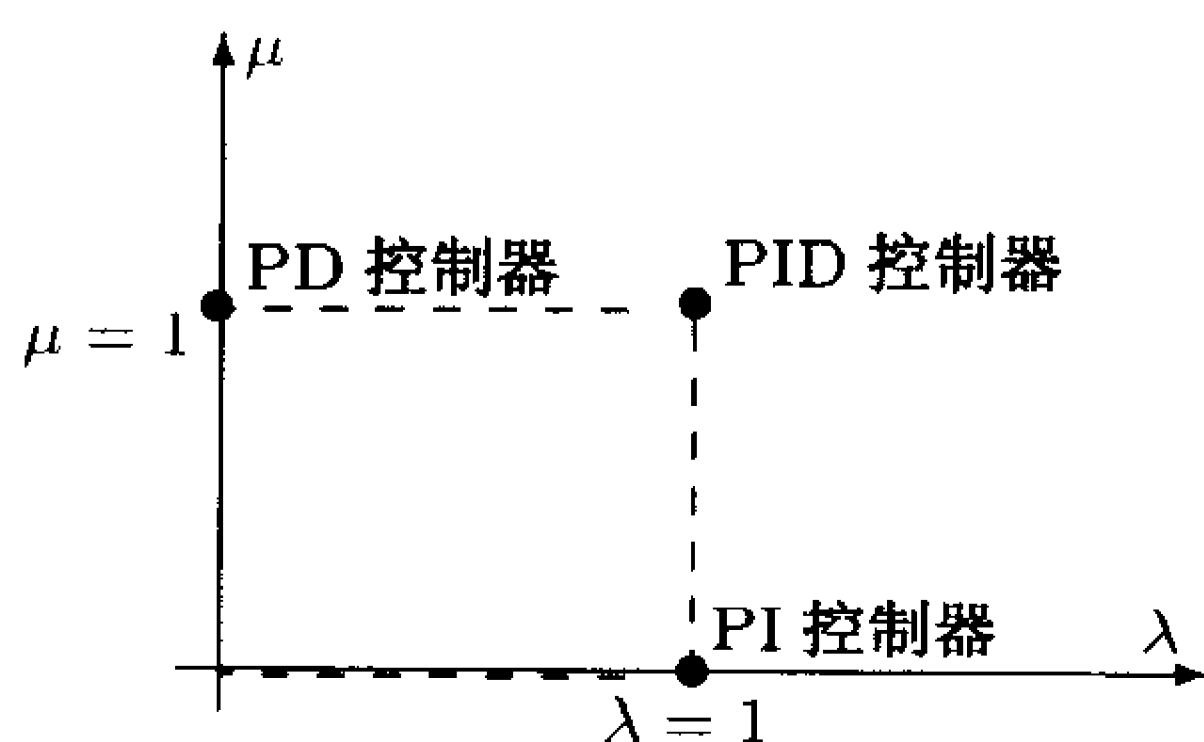 μ
PD 控制器
PID 控制器
μ = 1
PI 控制器
λ
λ = 1